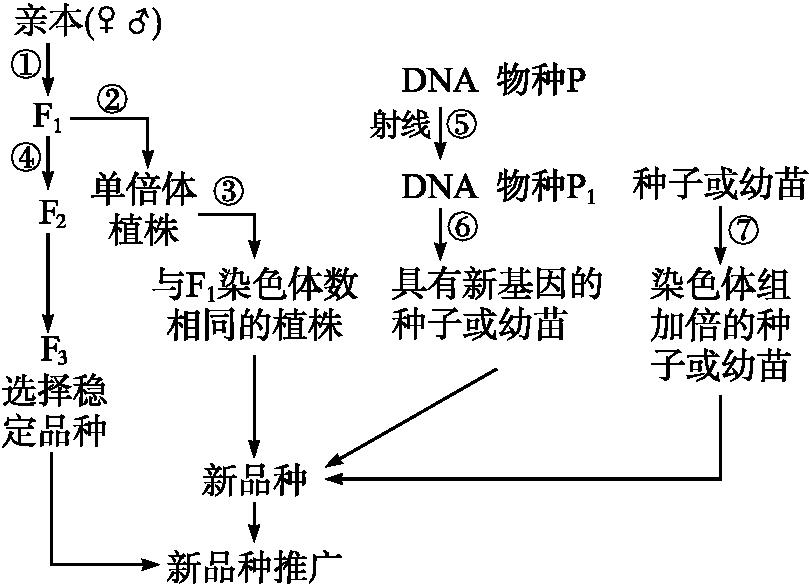 亲本(♀ ♂)
①
F₁
②
④
单倍体
植株
③
F₂
与F₁染色体数
相同的植株
F₃
选择稳
定品种
DNA 物种P
射线 ⑤
DNA 物种P₁
⑥
具有新基因的
种子或幼苗
种子或幼苗
⑦
染色体组
加倍的种
子或幼苗
新品种
新品种推广